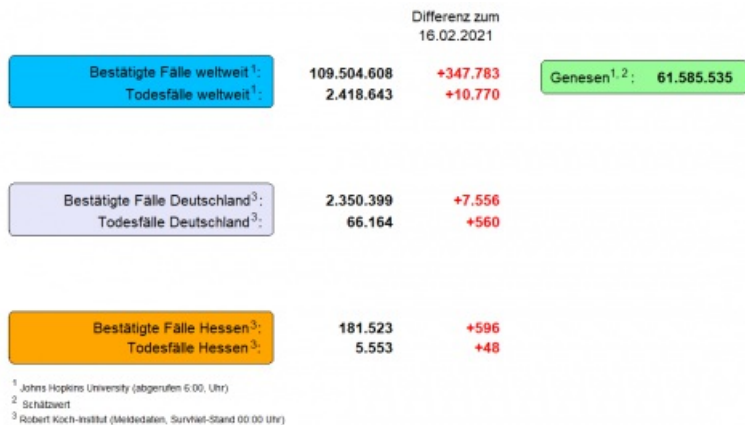 Differenz zum
16.02.2021
Bestätigte Fälle weltweit¹: 109.504.608 +347.783 Genesen¹,²: 61.585.535
Todesfälle weltweit¹: 2.418.643 +10.770
Bestätigte Fälle Deutschland³: 2.350.399 +7.556
Todesfälle Deutschland³: 66.164 +560
Bestätigte Fälle Hessen³: 181.523 +596
Todesfälle Hessen³: 5.553 +48
¹ Johns Hopkins University (abgerufen 6:00, Uhr)
² Schätzwert
³ Robert Koch-Institut (Meldedaten, SurvNet-Stand 00:00 Uhr)